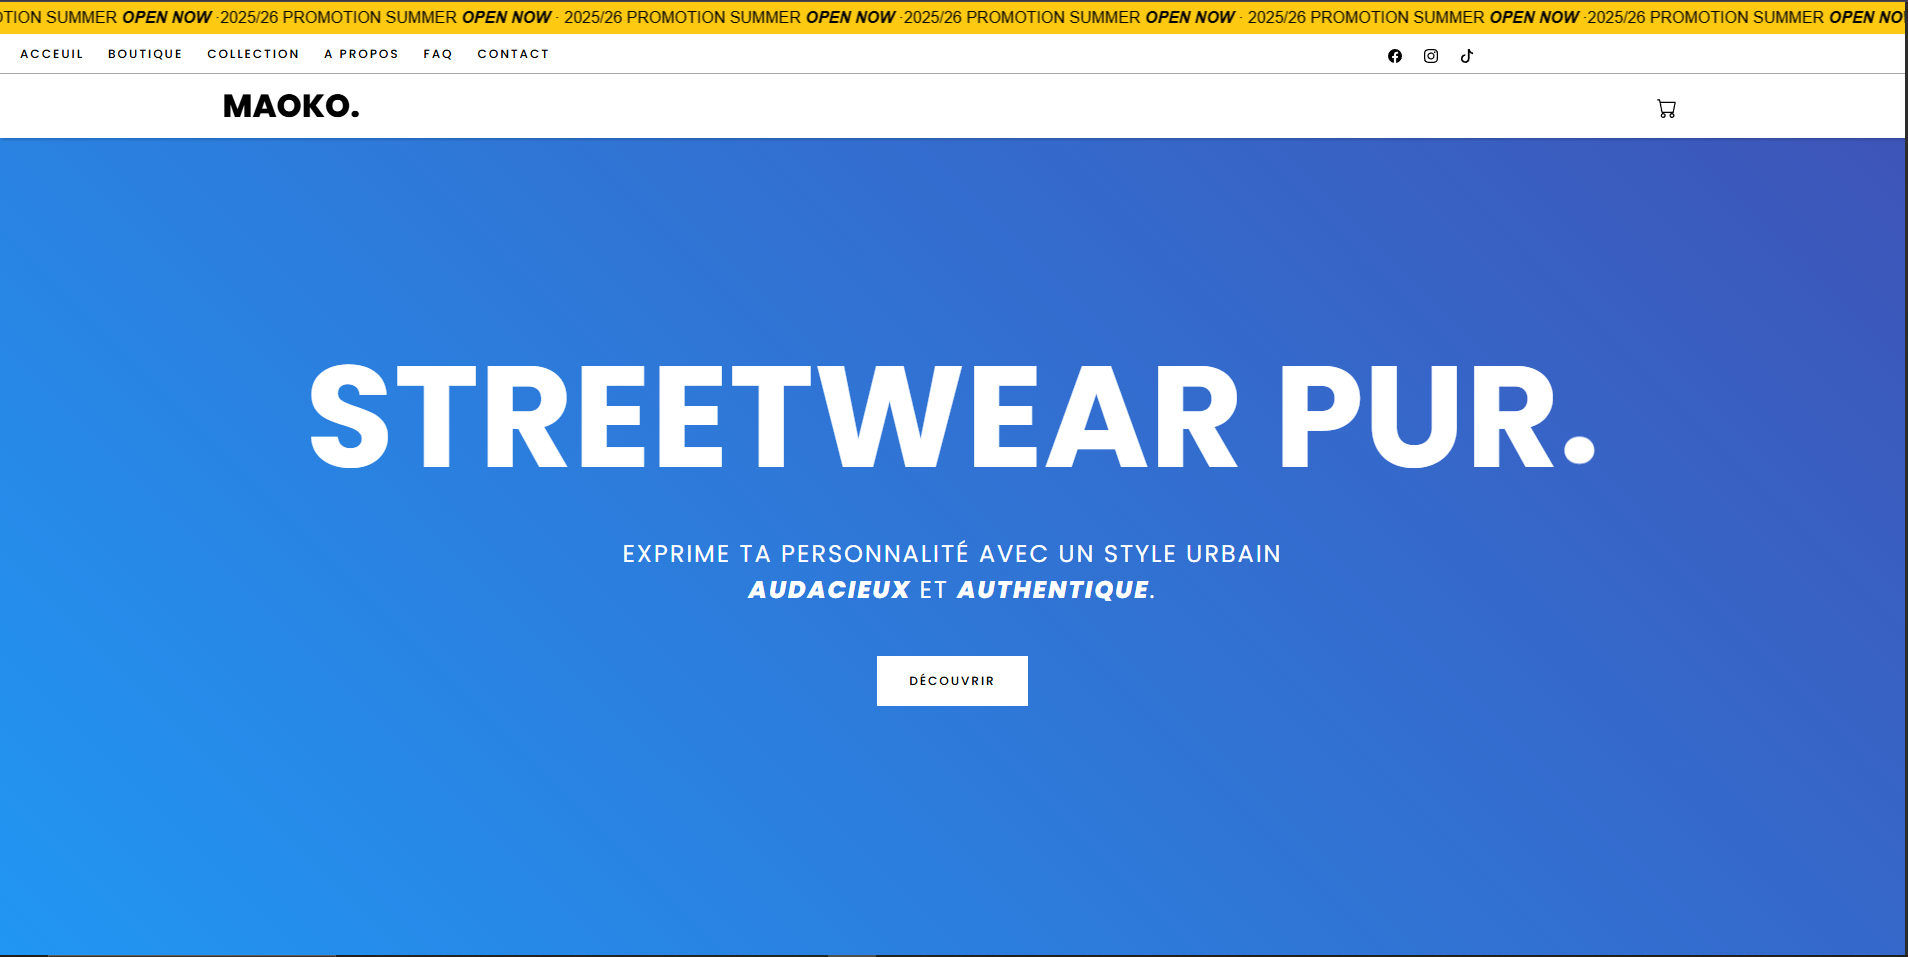 OTION SUMMER OPEN NOW · 2025/26 PROMOTION SUMMER OPEN NOW · 2025/26 PROMOTION SUMMER OPEN NOW · 2025/26 PROMOTION SUMMER OPEN NOW · 2025/26 PROMOTION SUMMER OPEN NOW · 2025/26 PROMOTION SUMMER OPEN NO
ACCEUIL BOUTIQUE COLLECTION A PROPOS FAQ CONTACT
MAOKO.
STREETWEAR PUR.
EXPRIME TA PERSONNALITÉ AVEC UN STYLE URBAIN
AUDACIEUX ET AUTHENTIQUE.
DÉCOUVRIR